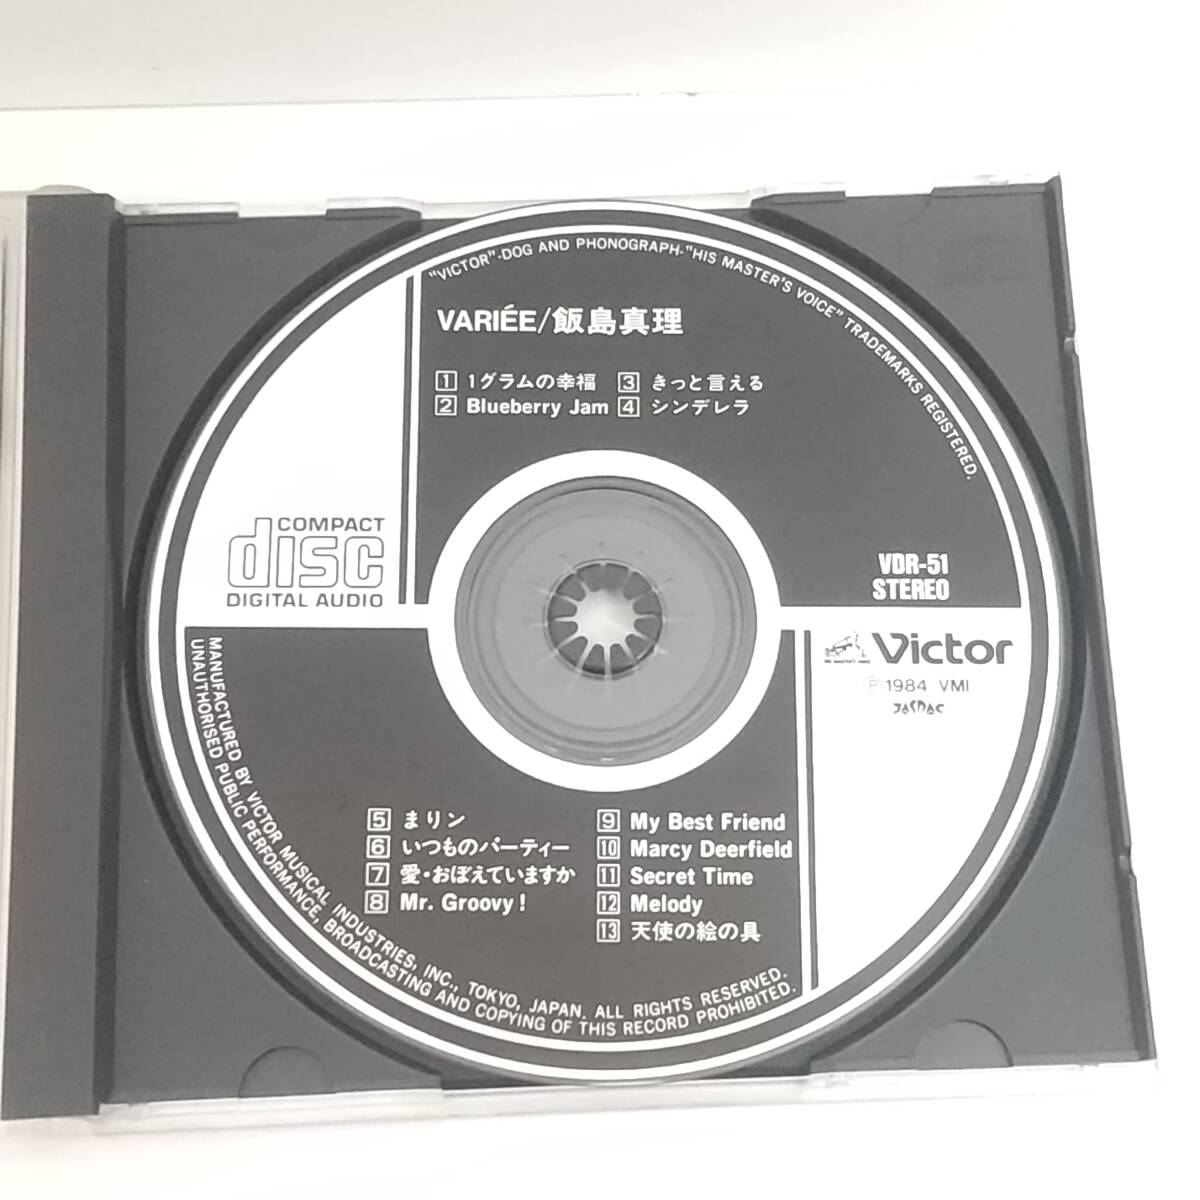 "VICTOR"-DOG AND PHONOGRAPH-"HIS MASTER'S VOICE" TRADEMARKS REGISTERED.
VARIÉE/飯島真理
1 1グラムの幸福
2 Blueberry Jam
3 きっと言える
4 シンデレラ
COMPACT
disc
DIGITAL AUDIO
VDR-51
STEREO
Victor
Ⓟ1984 VMI
JASRAC
5 まりン
6 いつものパーティー
7 愛・おぼえていますか
8 Mr. Groovy!
9 My Best Friend
10 Marcy Deerfield
11 Secret Time
12 Melody
13 天使の絵の具
MANUFACTURED BY VICTOR MUSICAL INDUSTRIES, INC., TOKYO, JAPAN. ALL RIGHTS RESERVED.
UNAUTHORISED PUBLIC PERFORMANCE, BROADCASTING AND COPYING OF THIS RECORD PROHIBITED.